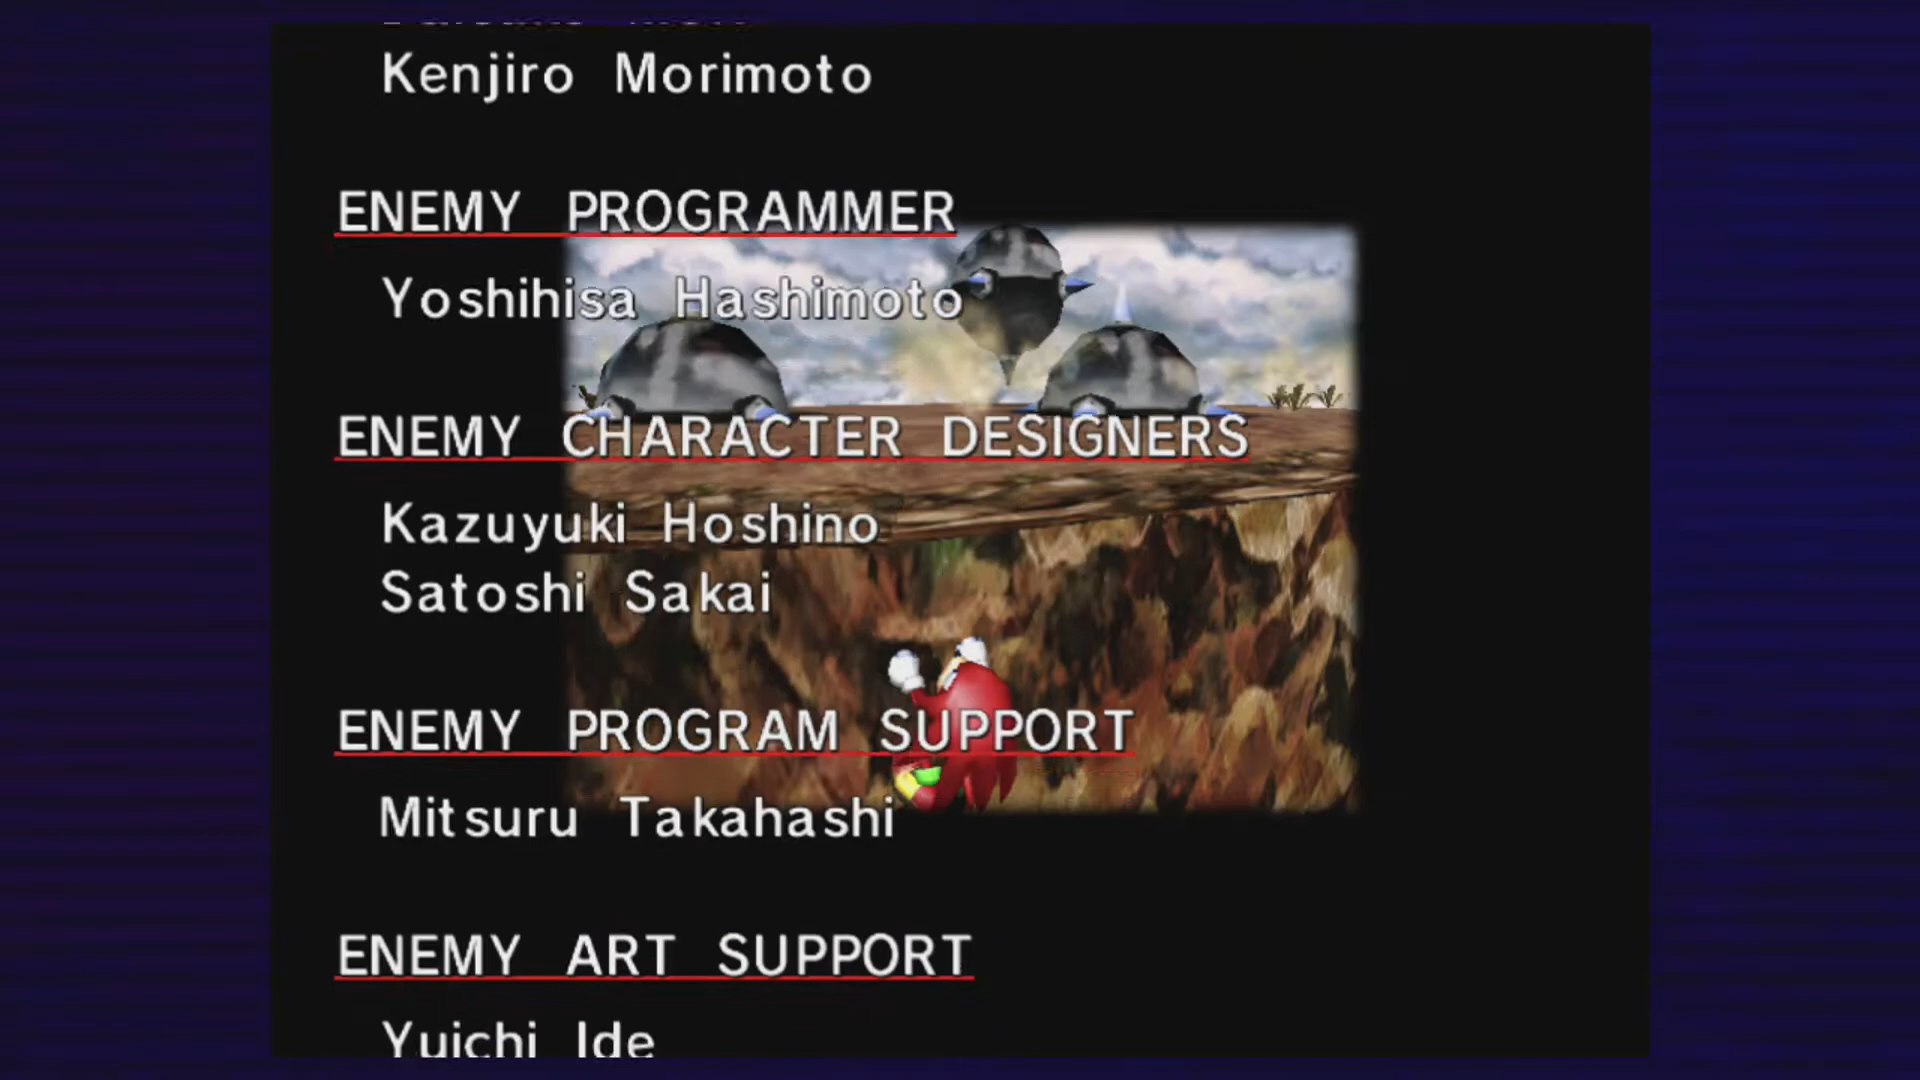 Kenjiro Morimoto
ENEMY PROGRAMMER
Yoshihisa Hashimoto
ENEMY CHARACTER DESIGNERS
Kazuyuki Hoshino
Satoshi Sakai
ENEMY PROGRAM SUPPORT
Mitsuru Takahashi
ENEMY ART SUPPORT
Yuichi Ide